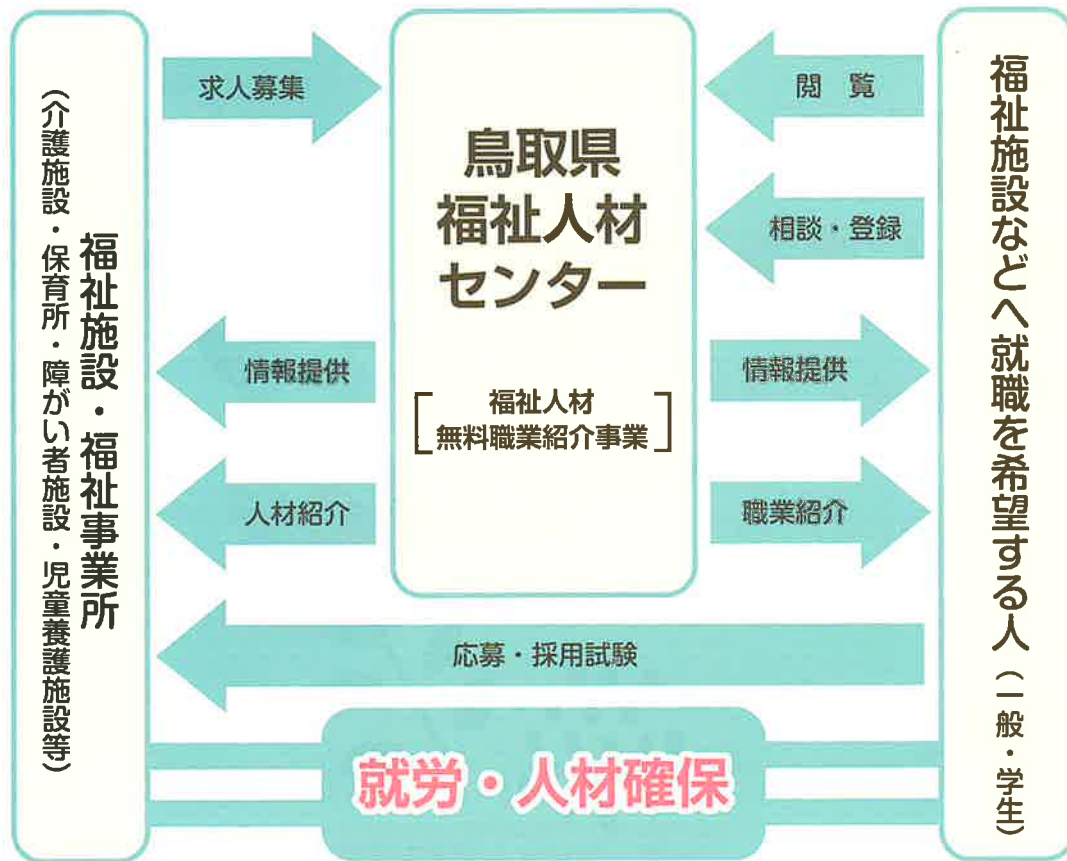 福祉施設・福祉事業所
（介護施設・保育所・障がい者施設・児童養護施設等）
求人募集
情報提供
人材紹介
鳥取県
福祉人材
センター
福祉人材
無料職業紹介事業
閲　覧
相談・登録
情報提供
職業紹介
福祉施設などへ就職を希望する人（一般・学生）
応募・採用試験
就労・人材確保